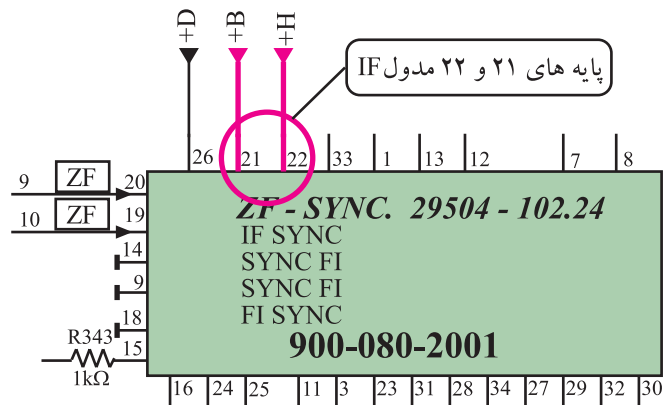 +D +B +H
پایه های ۲۱ و ۲۲ مدول IF
26 21 22 33 1 13 12 7 8
9 ZF 20
10 ZF 19
14
9
18
R343 15
1kΩ
ZF - SYNC. 29504 - 102.24
IF SYNC
SYNC FI
SYNC FI
FI SYNC
900-080-2001
16 24 25 11 3 23 31 28 34 27 29 32 30